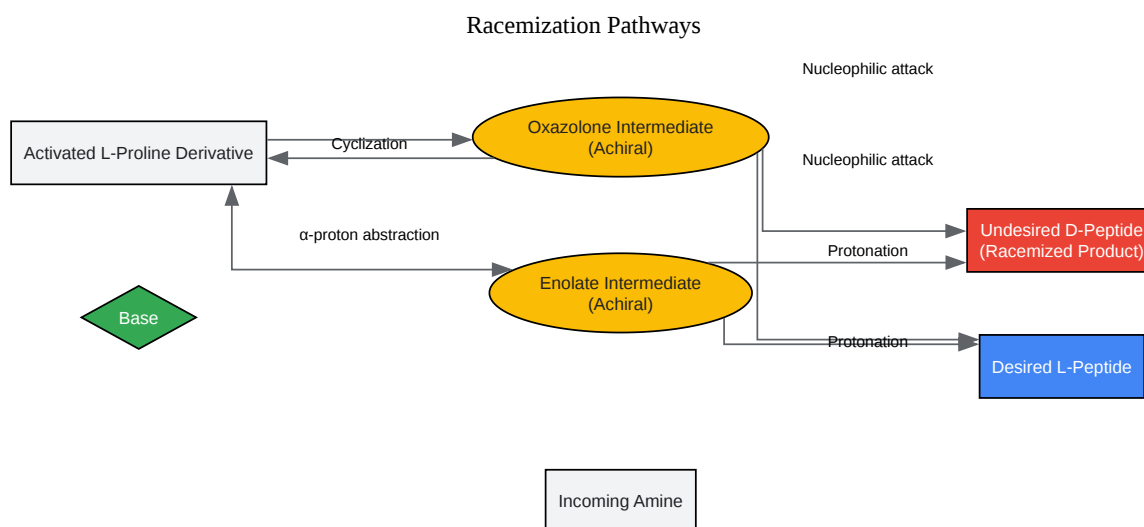 Racemization Pathways
Nucleophilic attack
Oxazolone Intermediate
(Achiral)
Activated L-Proline Derivative
Cyclization
Nucleophilic attack
α-proton abstraction
Undesired D-Peptide
(Racemized Product)
Protonation
Enolate Intermediate
(Achiral)
Base
Protonation
Desired L-Peptide
Incoming Amine